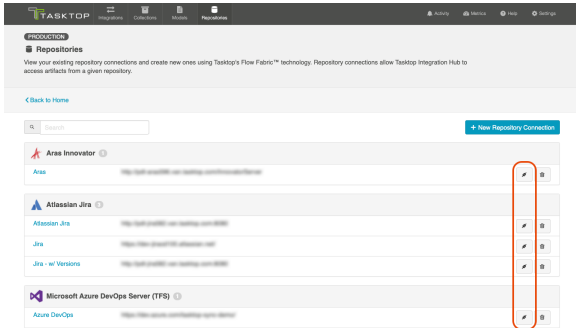 TASKTOP
Integrations
Collections
Models
Repositories
Activity
Metrics
Help
Settings
PRODUCTION
Repositories
View your existing repository connections and create new ones using Tasktop's Flow Fabric™ technology. Repository connections allow Tasktop Integration Hub to
access artifacts from a given repository.
Back to Home
Search
+ New Repository Connection
Aras Innovator
Aras
Atlassian Jira
Atlassian Jira
Jira
Jira - w/ Versions
Microsoft Azure DevOps Server (TFS)
Azure DevOps